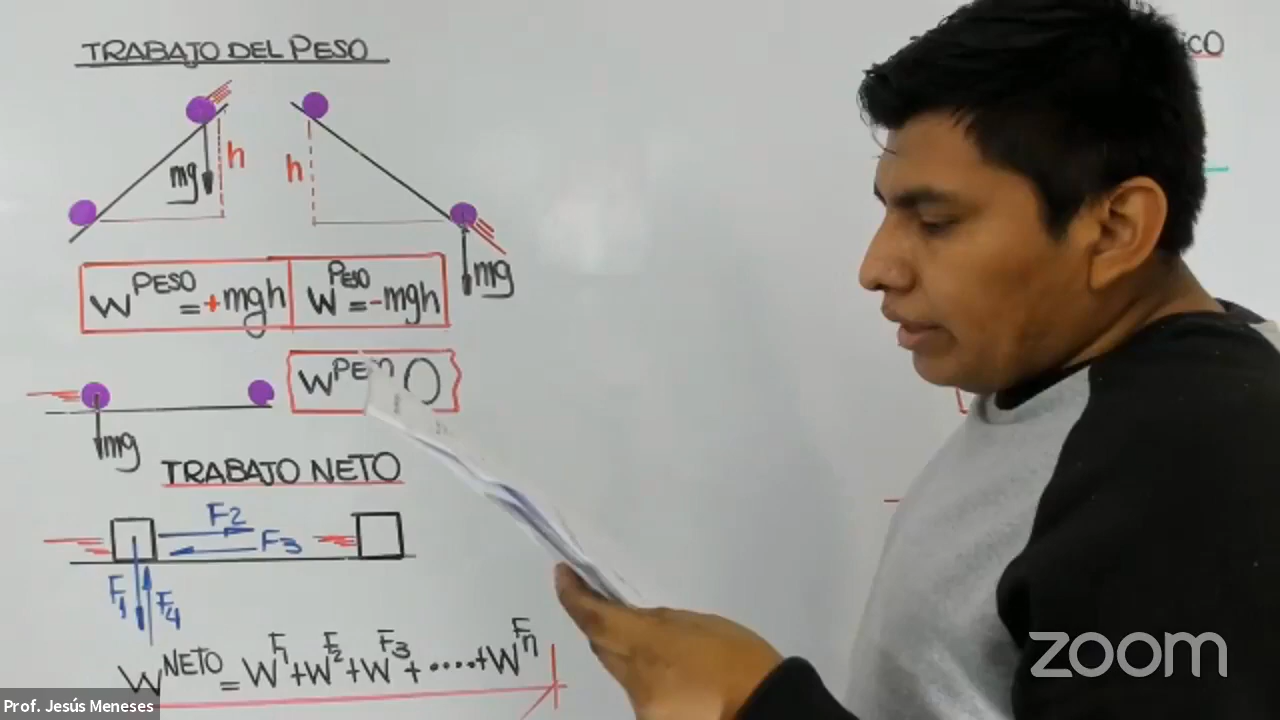 TRABAJO DEL PESO
mg
h
h
mg
W PESO = +mgh
W PESO = -mgh
W 0
mg
TRABAJO NETO
F2
F3
F1
F4
W NETO = W F1 + W F2 + W F3 + ..... + W Fn
zoom
Prof. Jesús Meneses